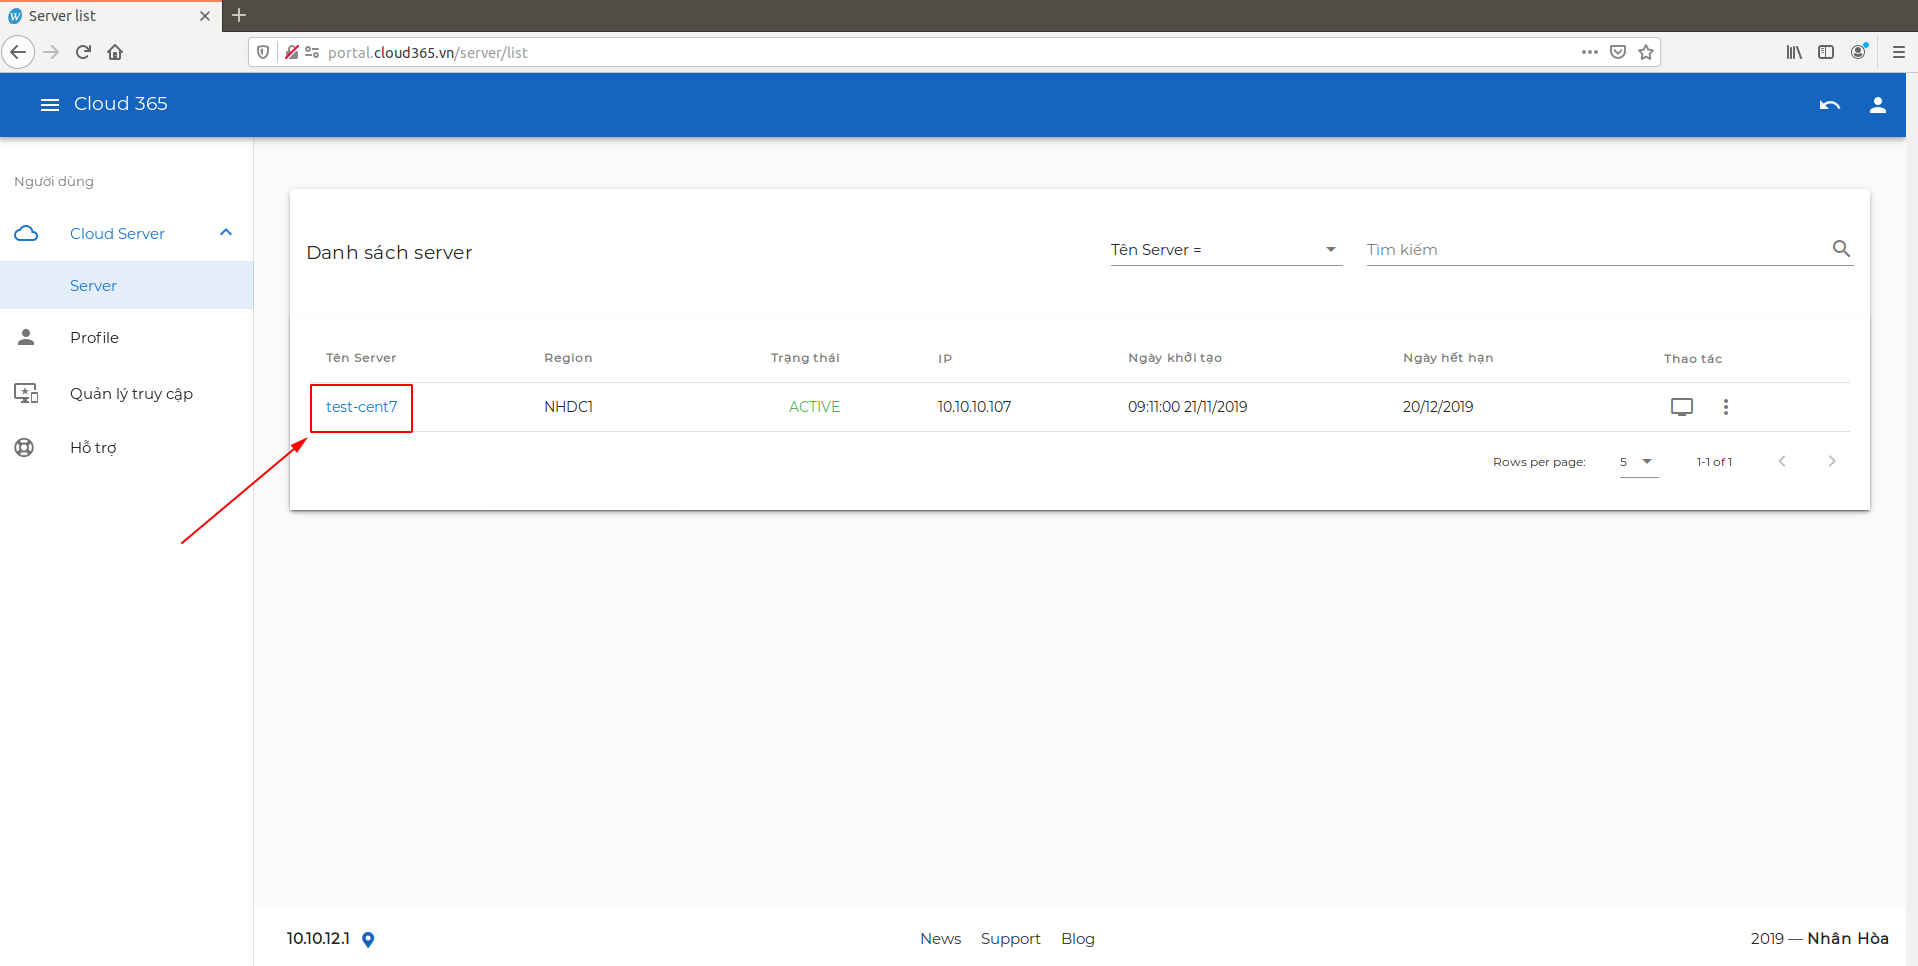 Server list
portal.cloud365.vn/server/list
Cloud 365
Người dùng
Cloud Server
Server
Profile
Quản lý truy cập
Hỗ trợ
Danh sách server
Tên Server =
Tìm kiếm
Tên Server Region Trạng thái IP Ngày khởi tạo Ngày hết hạn Thao tác
test-cent7 NHDC1 ACTIVE 10.10.10.107 09:11:00 21/11/2019 20/12/2019
Rows per page: 5 1-1 of 1
10.10.12.1 News Support Blog 2019 — Nhân Hòa